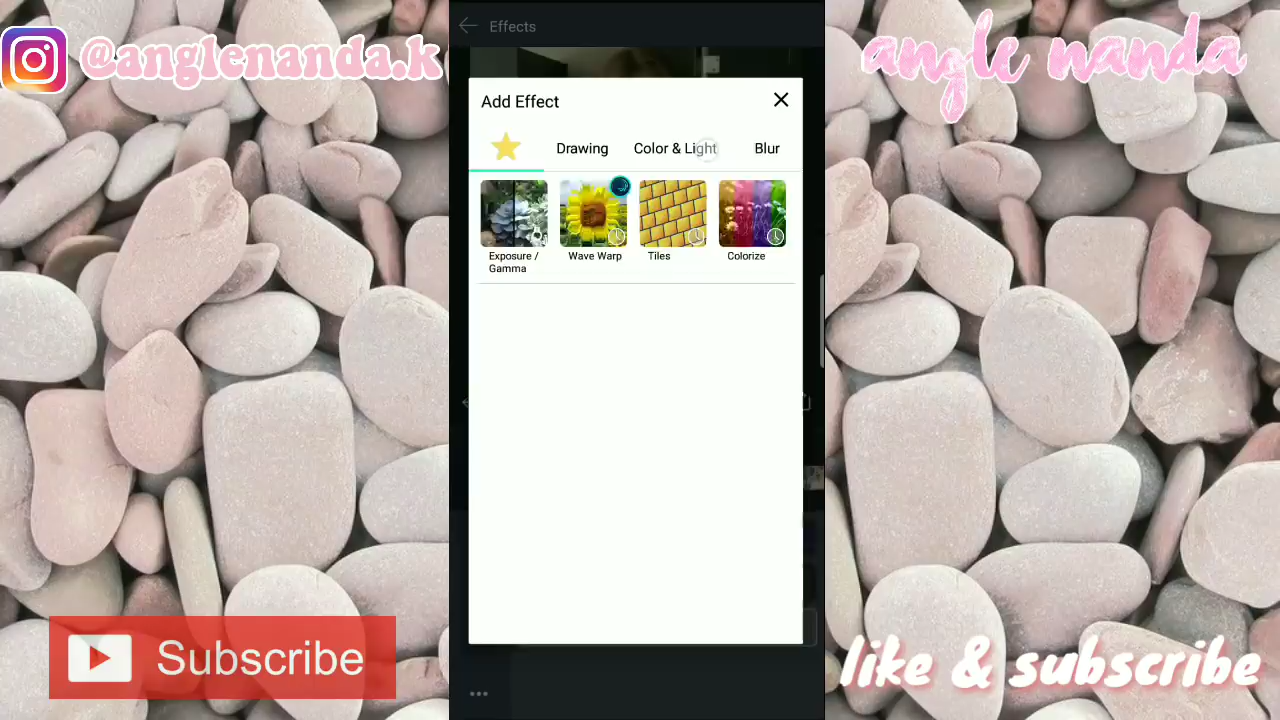 @anglenanda.k
angle nanda
Effects
Add Effect
Drawing
Color & Light
Blur
Exposure /
Gamma
Wave Warp
Tiles
Colorize
Subscribe
like & subscribe